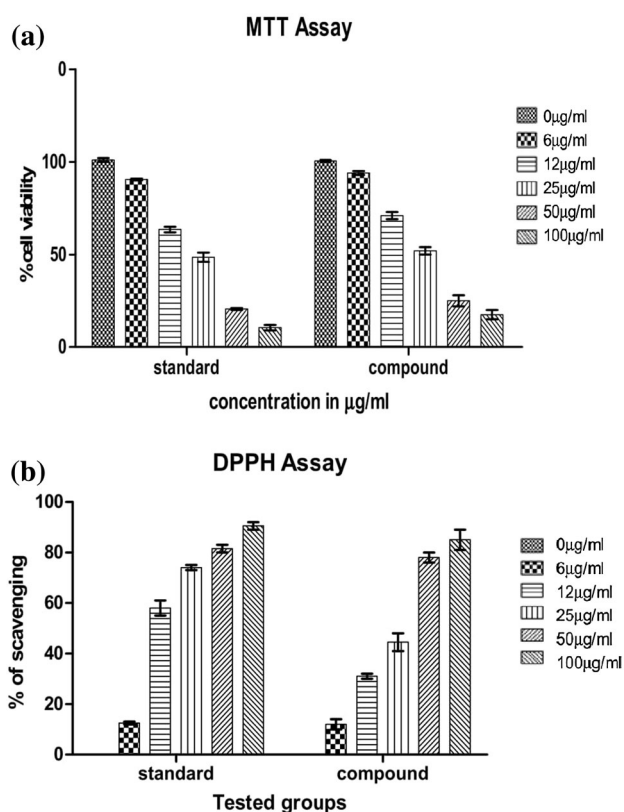 (a)
MTT Assay
0
100
50
0
%cell viability
0µg/ml
6µg/ml
12µg/ml
25µg/ml
50µg/ml
100µg/ml
standard
compound
concentration in µg/ml
(b)
DPPH Assay
100
80
60
40
20
0
% of scavenging
0µg/ml
6µg/ml
12µg/ml
25µg/ml
50µg/ml
100µg/ml
standard
compound
Tested groups